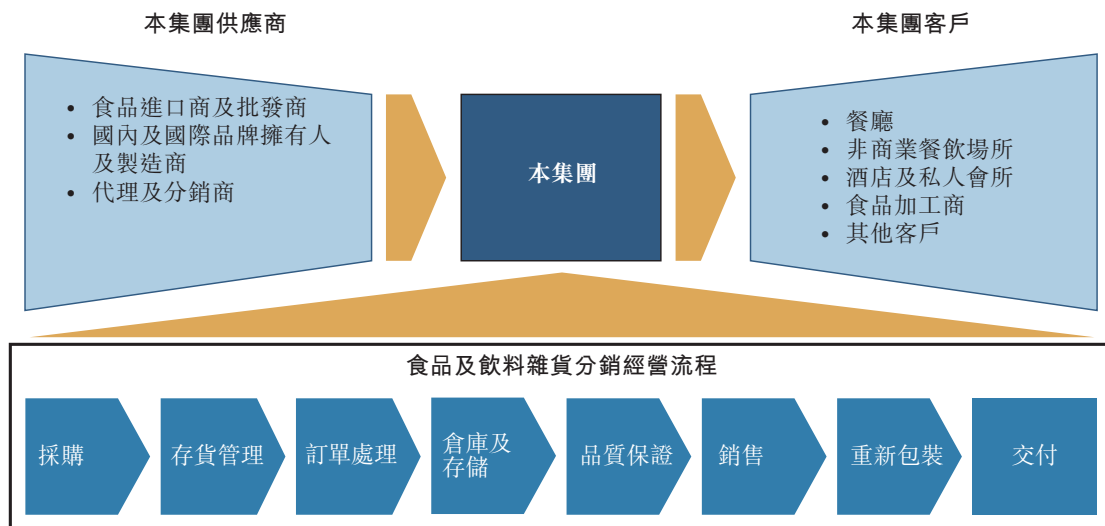 本集團供應商
本集團客戶
• 食品進口商及批發商
• 國內及國際品牌擁有人
及製造商
• 代理及分銷商
本集團
• 餐廳
• 非商業餐飲場所
• 酒店及私人會所
• 食品加工商
• 其他客戶
食品及飲料雜貨分銷經營流程
採購
存貨管理
訂單處理
倉庫及
存儲
品質保證
銷售
重新包裝
交付